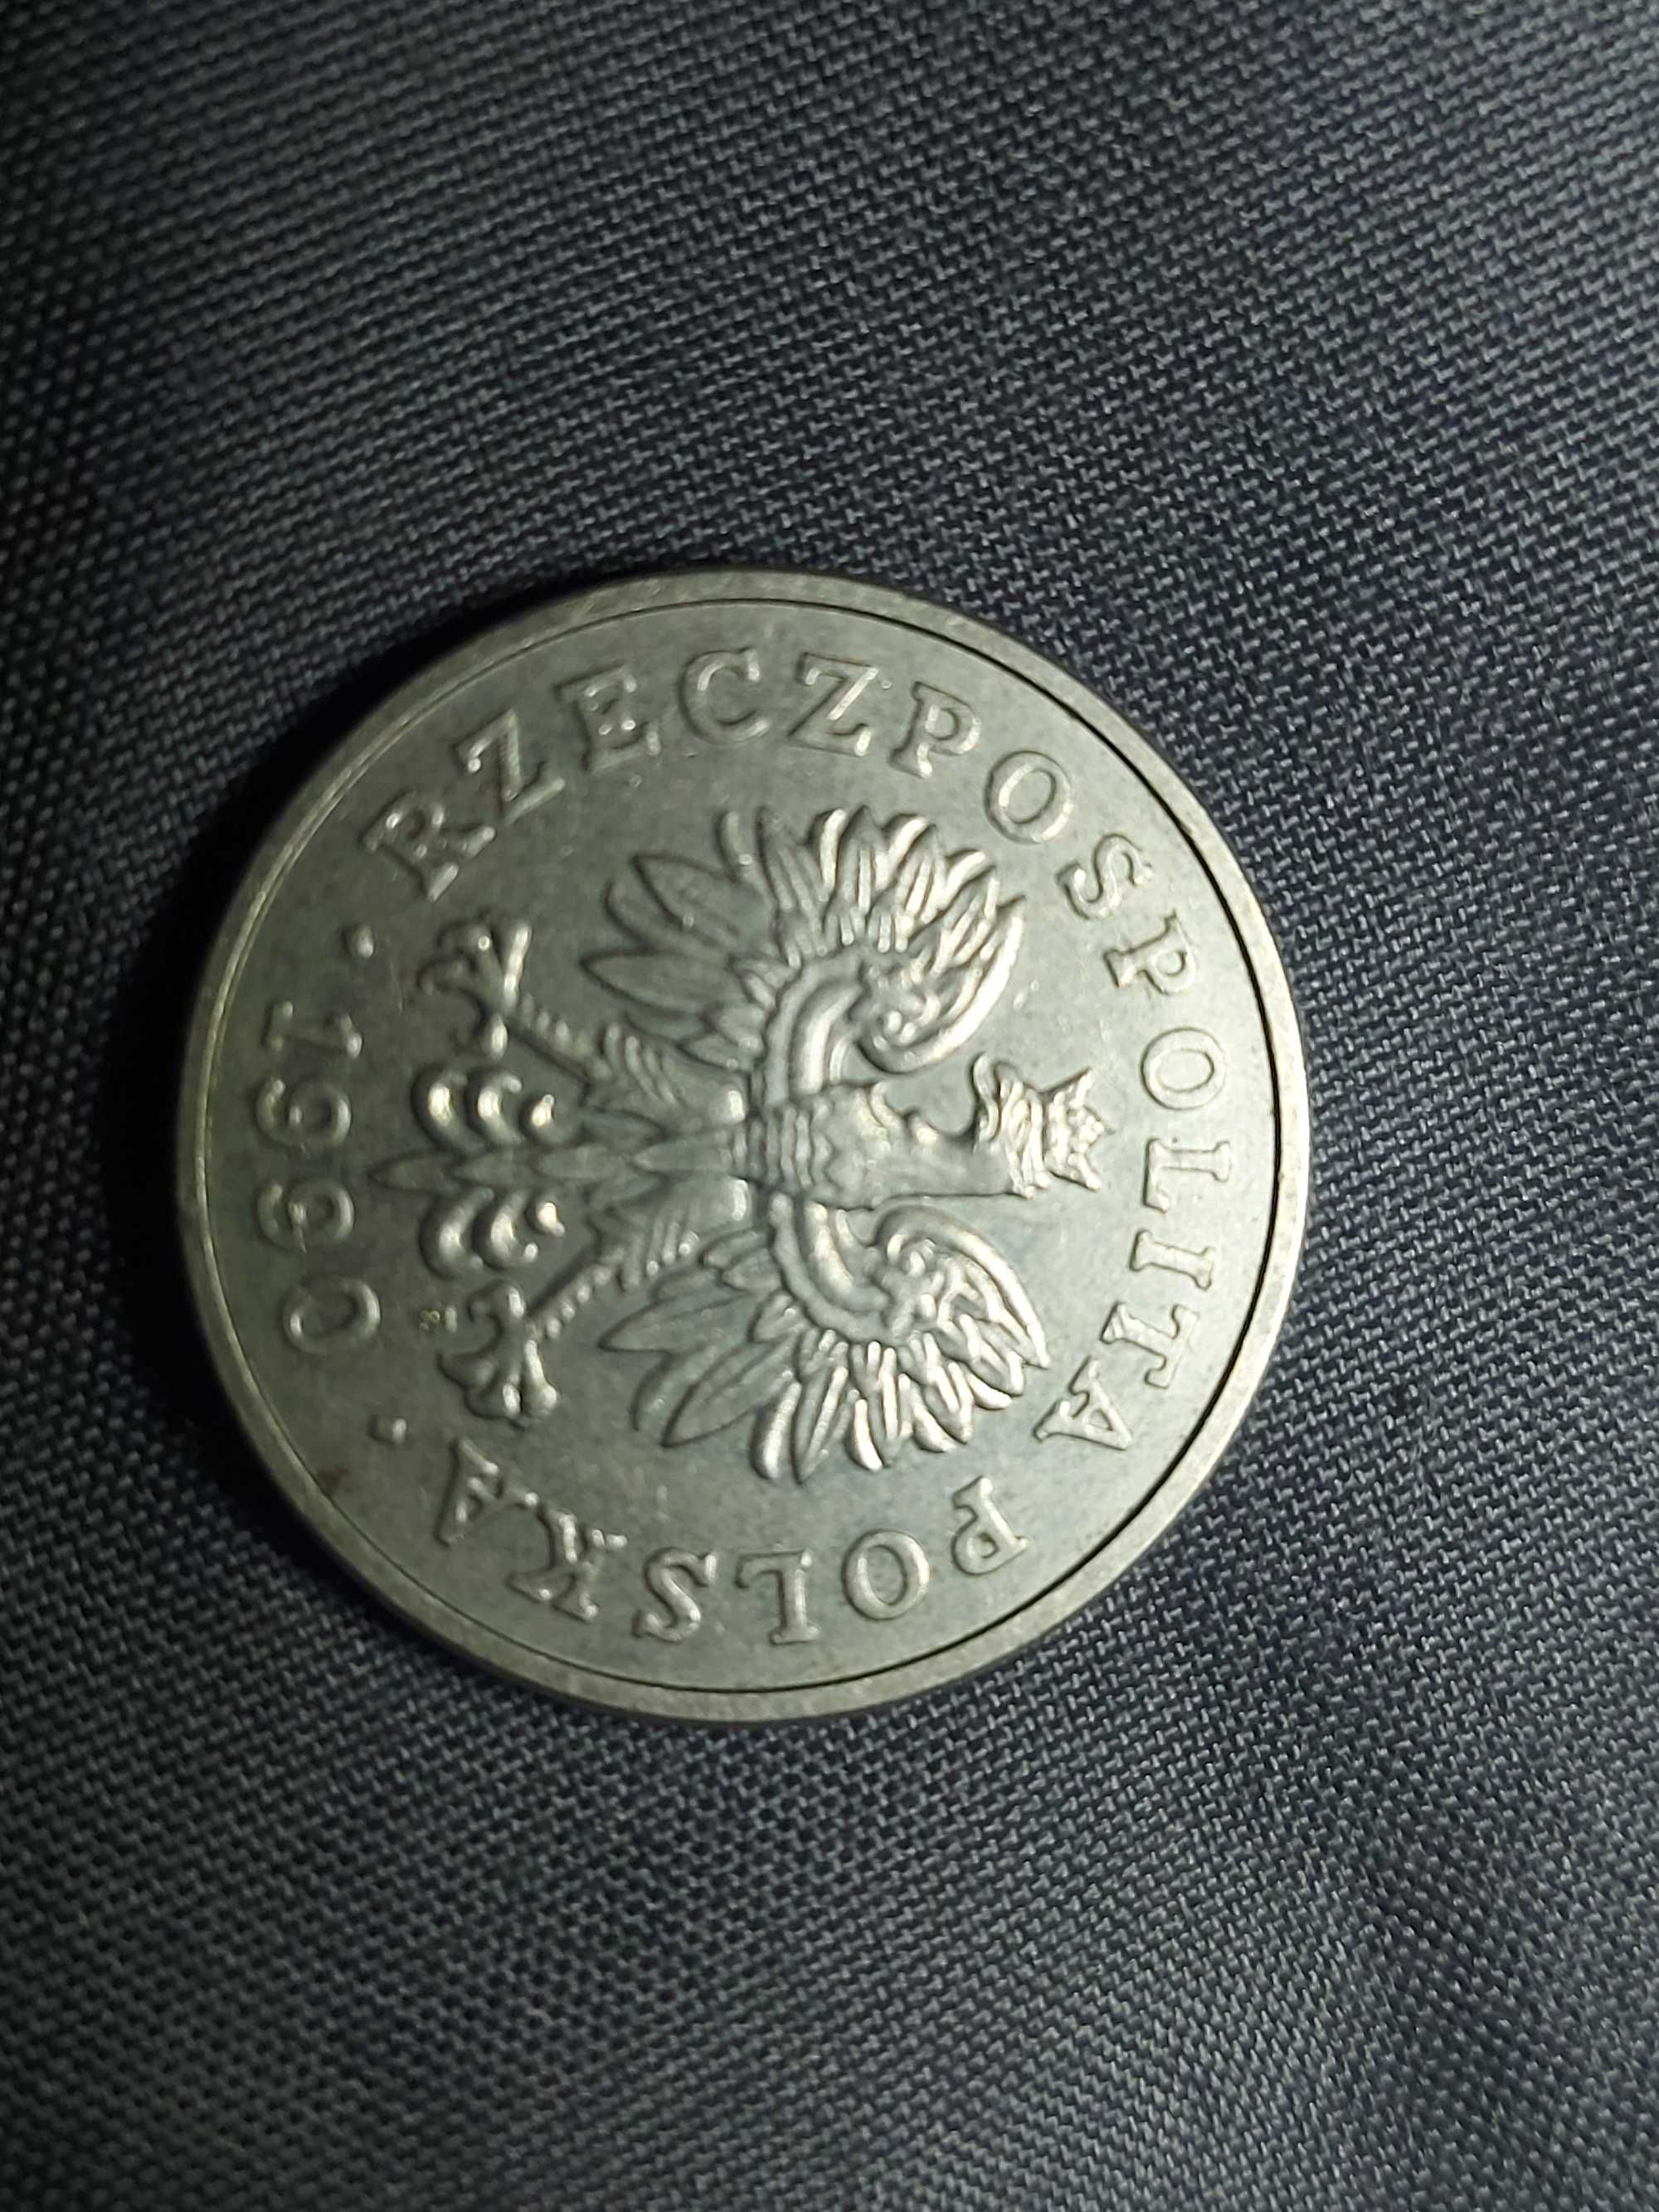 RZECZPOSPOLITA POLSKA
· 1990 ·